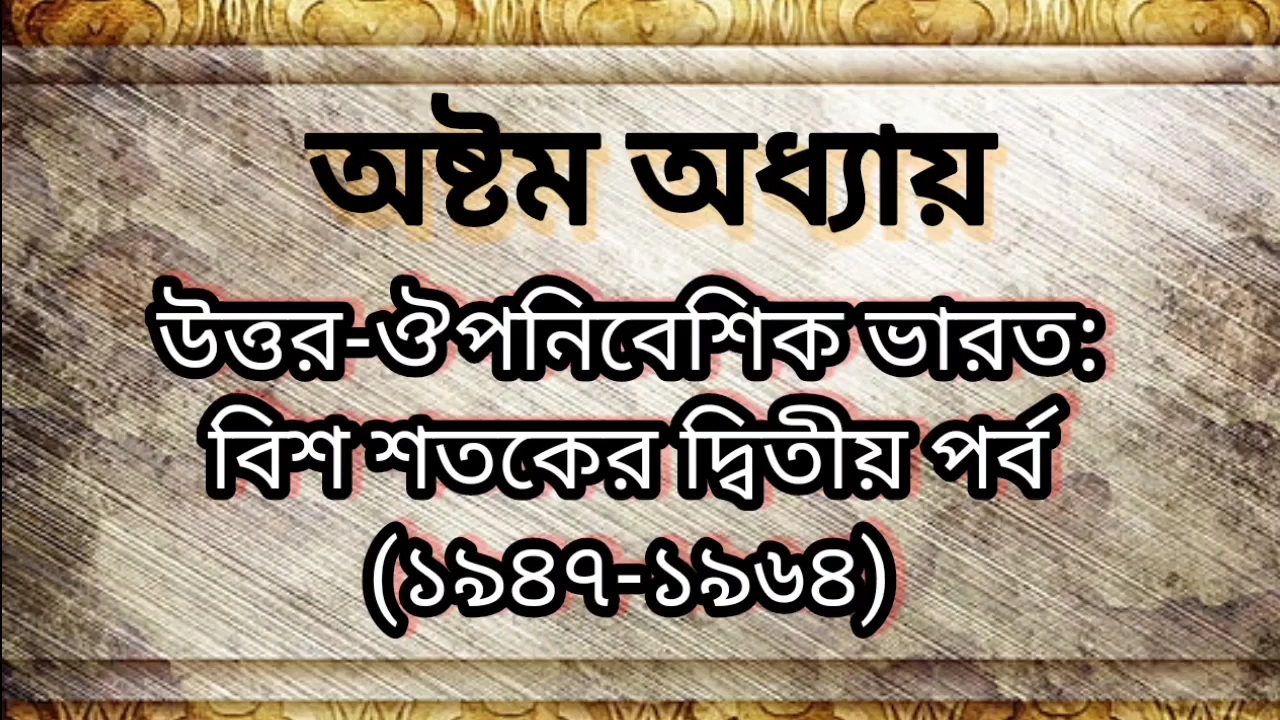 অষ্টম অধ্যায়
উত্তর-ঔপনিবেশিক ভারত:
বিশ শতকের দ্বিতীয় পর্ব
(১৯৪৭-১৯৬৪)